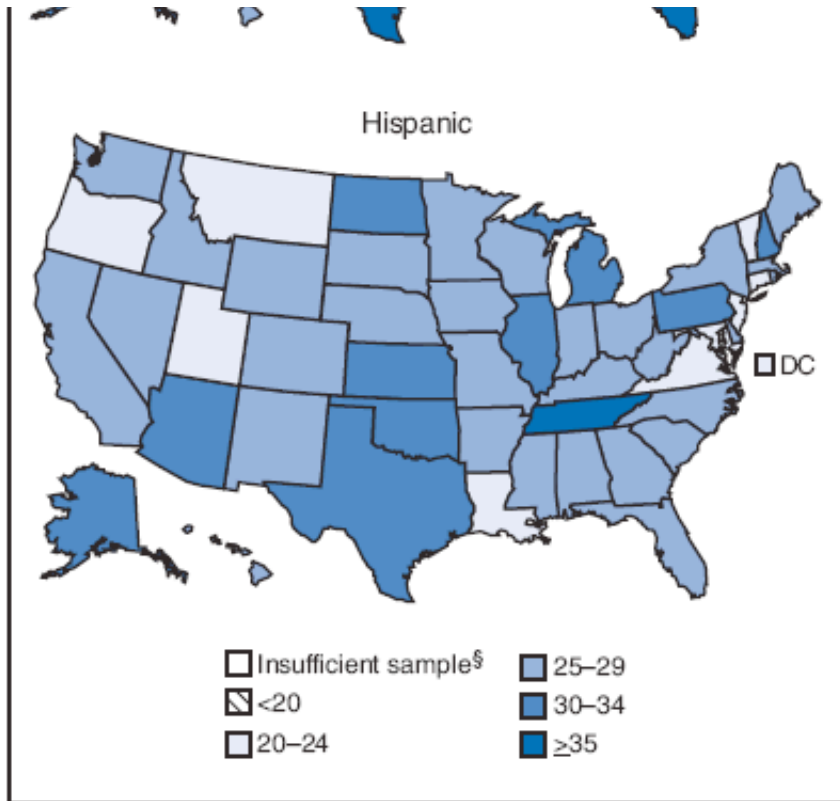 Hispanic
DC
Insufficient sample§
<20
20–24
25–29
30–34
≥35